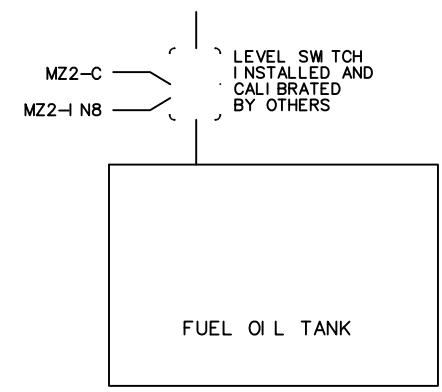 LEVEL SWITCH
INSTALLED AND
MZ2-C
CALIBRATED
BY OTHERS
MZ2-IN8
FUEL OIL TANK